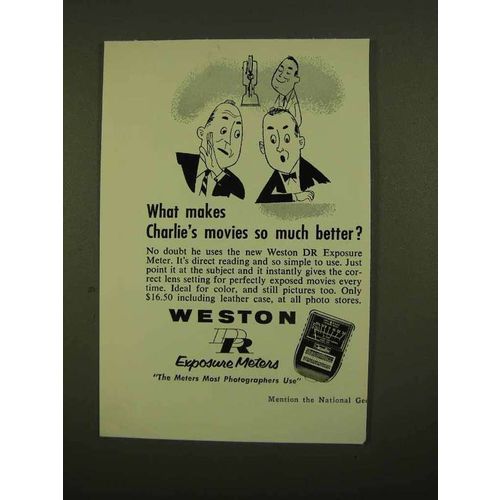 What makes
Charlie's movies so much better?
No doubt he uses the new Weston DR Exposure
Meter. It's direct reading and so simple to use. Just
point it at the subject and it instantly gives the cor-
rect lens setting for perfectly exposed movies every
time. Ideal for color, and still pictures too. Only
$16.50 including leather case, at all photo stores.
WESTON
DR
Exposure Meters
"The Meters Most Photographers Use"
Mention the National Geo